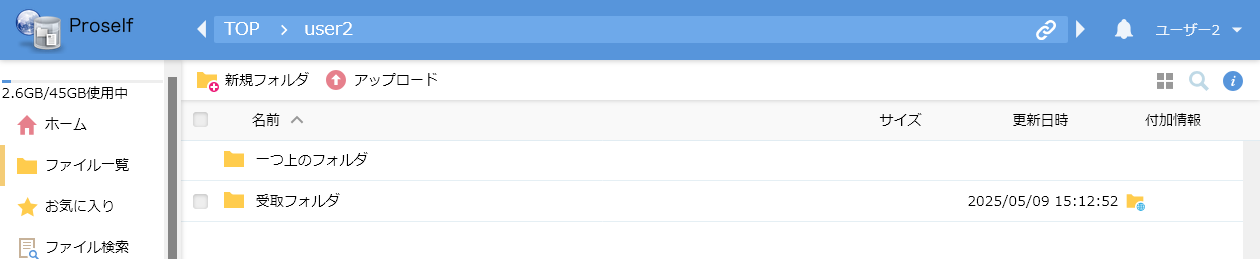 Proself
TOP > user2
ユーザー2
2.6GB/45GB使用中
ホーム
ファイル一覧
お気に入り
ファイル検索
新規フォルダ アップロード
名前 サイズ 更新日時 付加情報
一つ上のフォルダ
受取フォルダ 2025/05/09 15:12:52